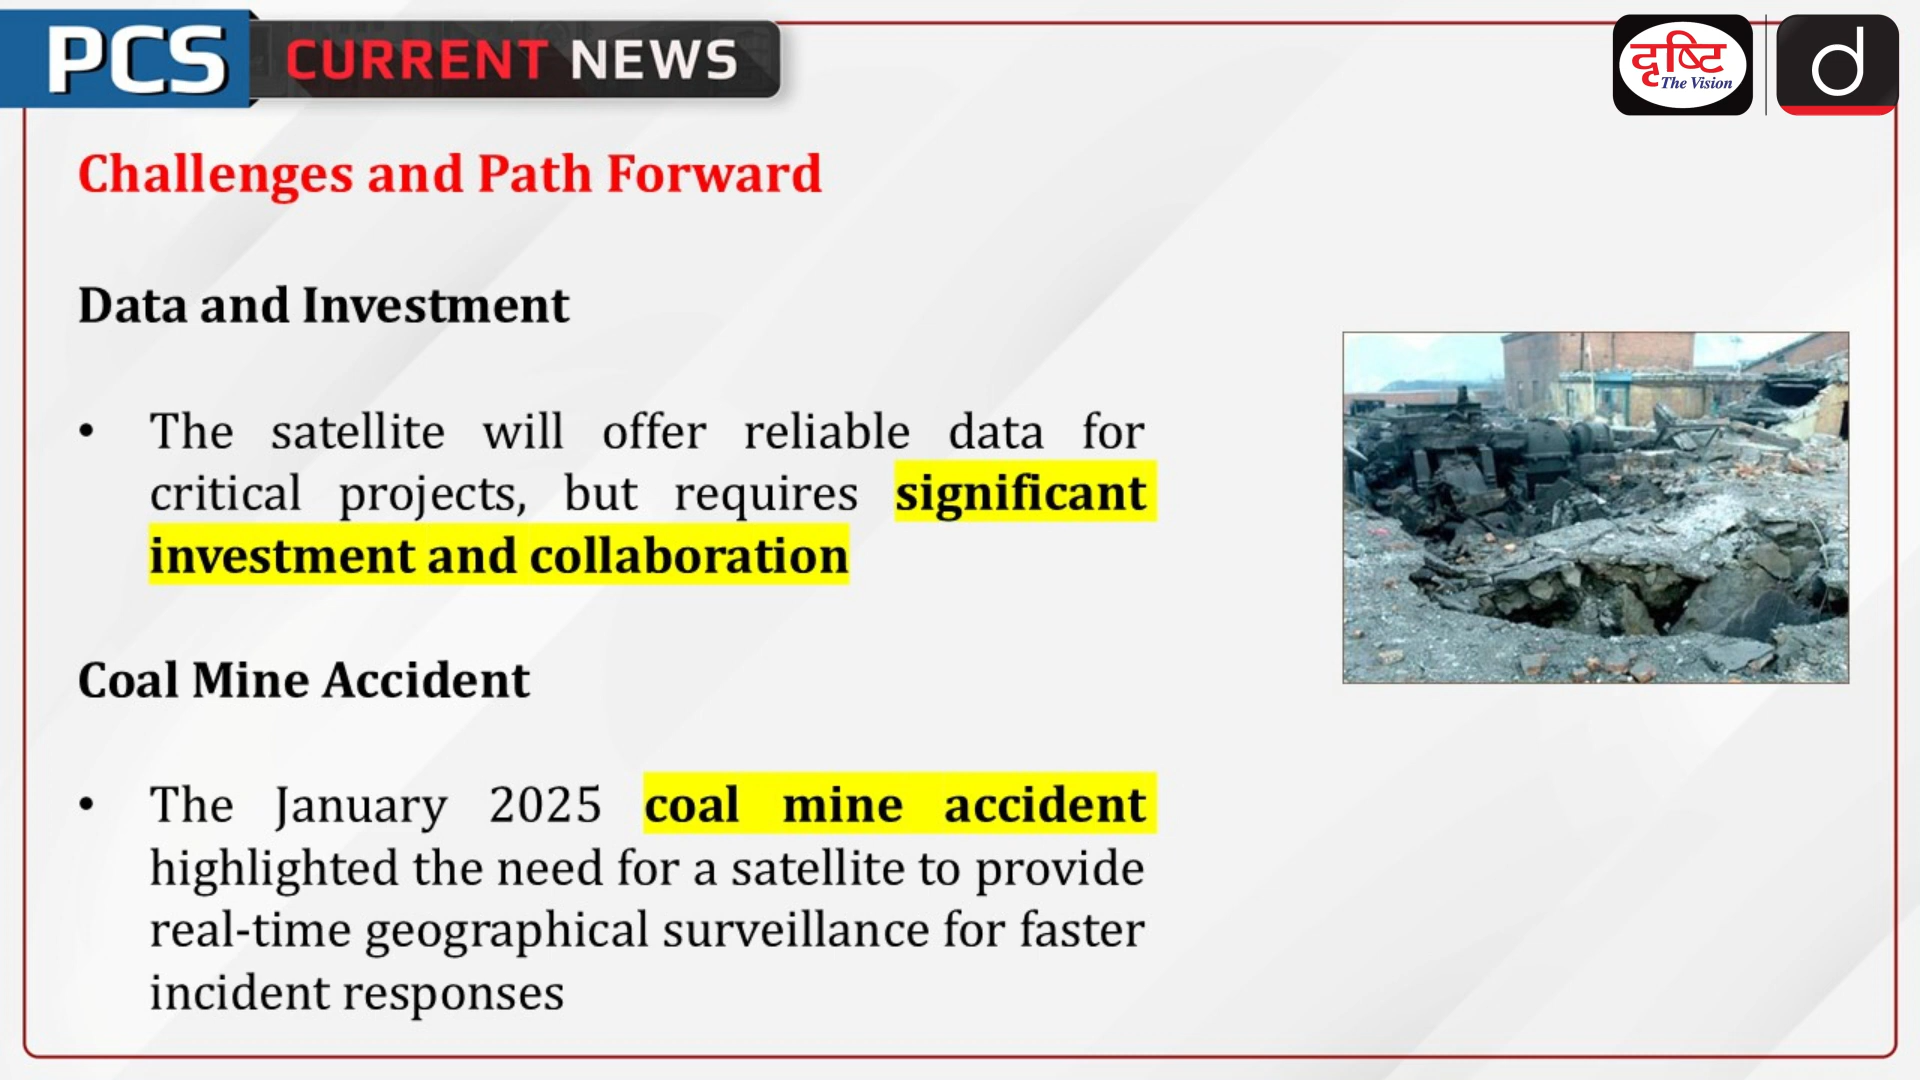 PCS CURRENT NEWS
दृष्टि
The Vision
d
Challenges and Path Forward
Data and Investment
• The satellite will offer reliable data for
critical projects, but requires significant
investment and collaboration
Coal Mine Accident
• The January 2025 coal mine accident
highlighted the need for a satellite to provide
real-time geographical surveillance for faster
incident responses